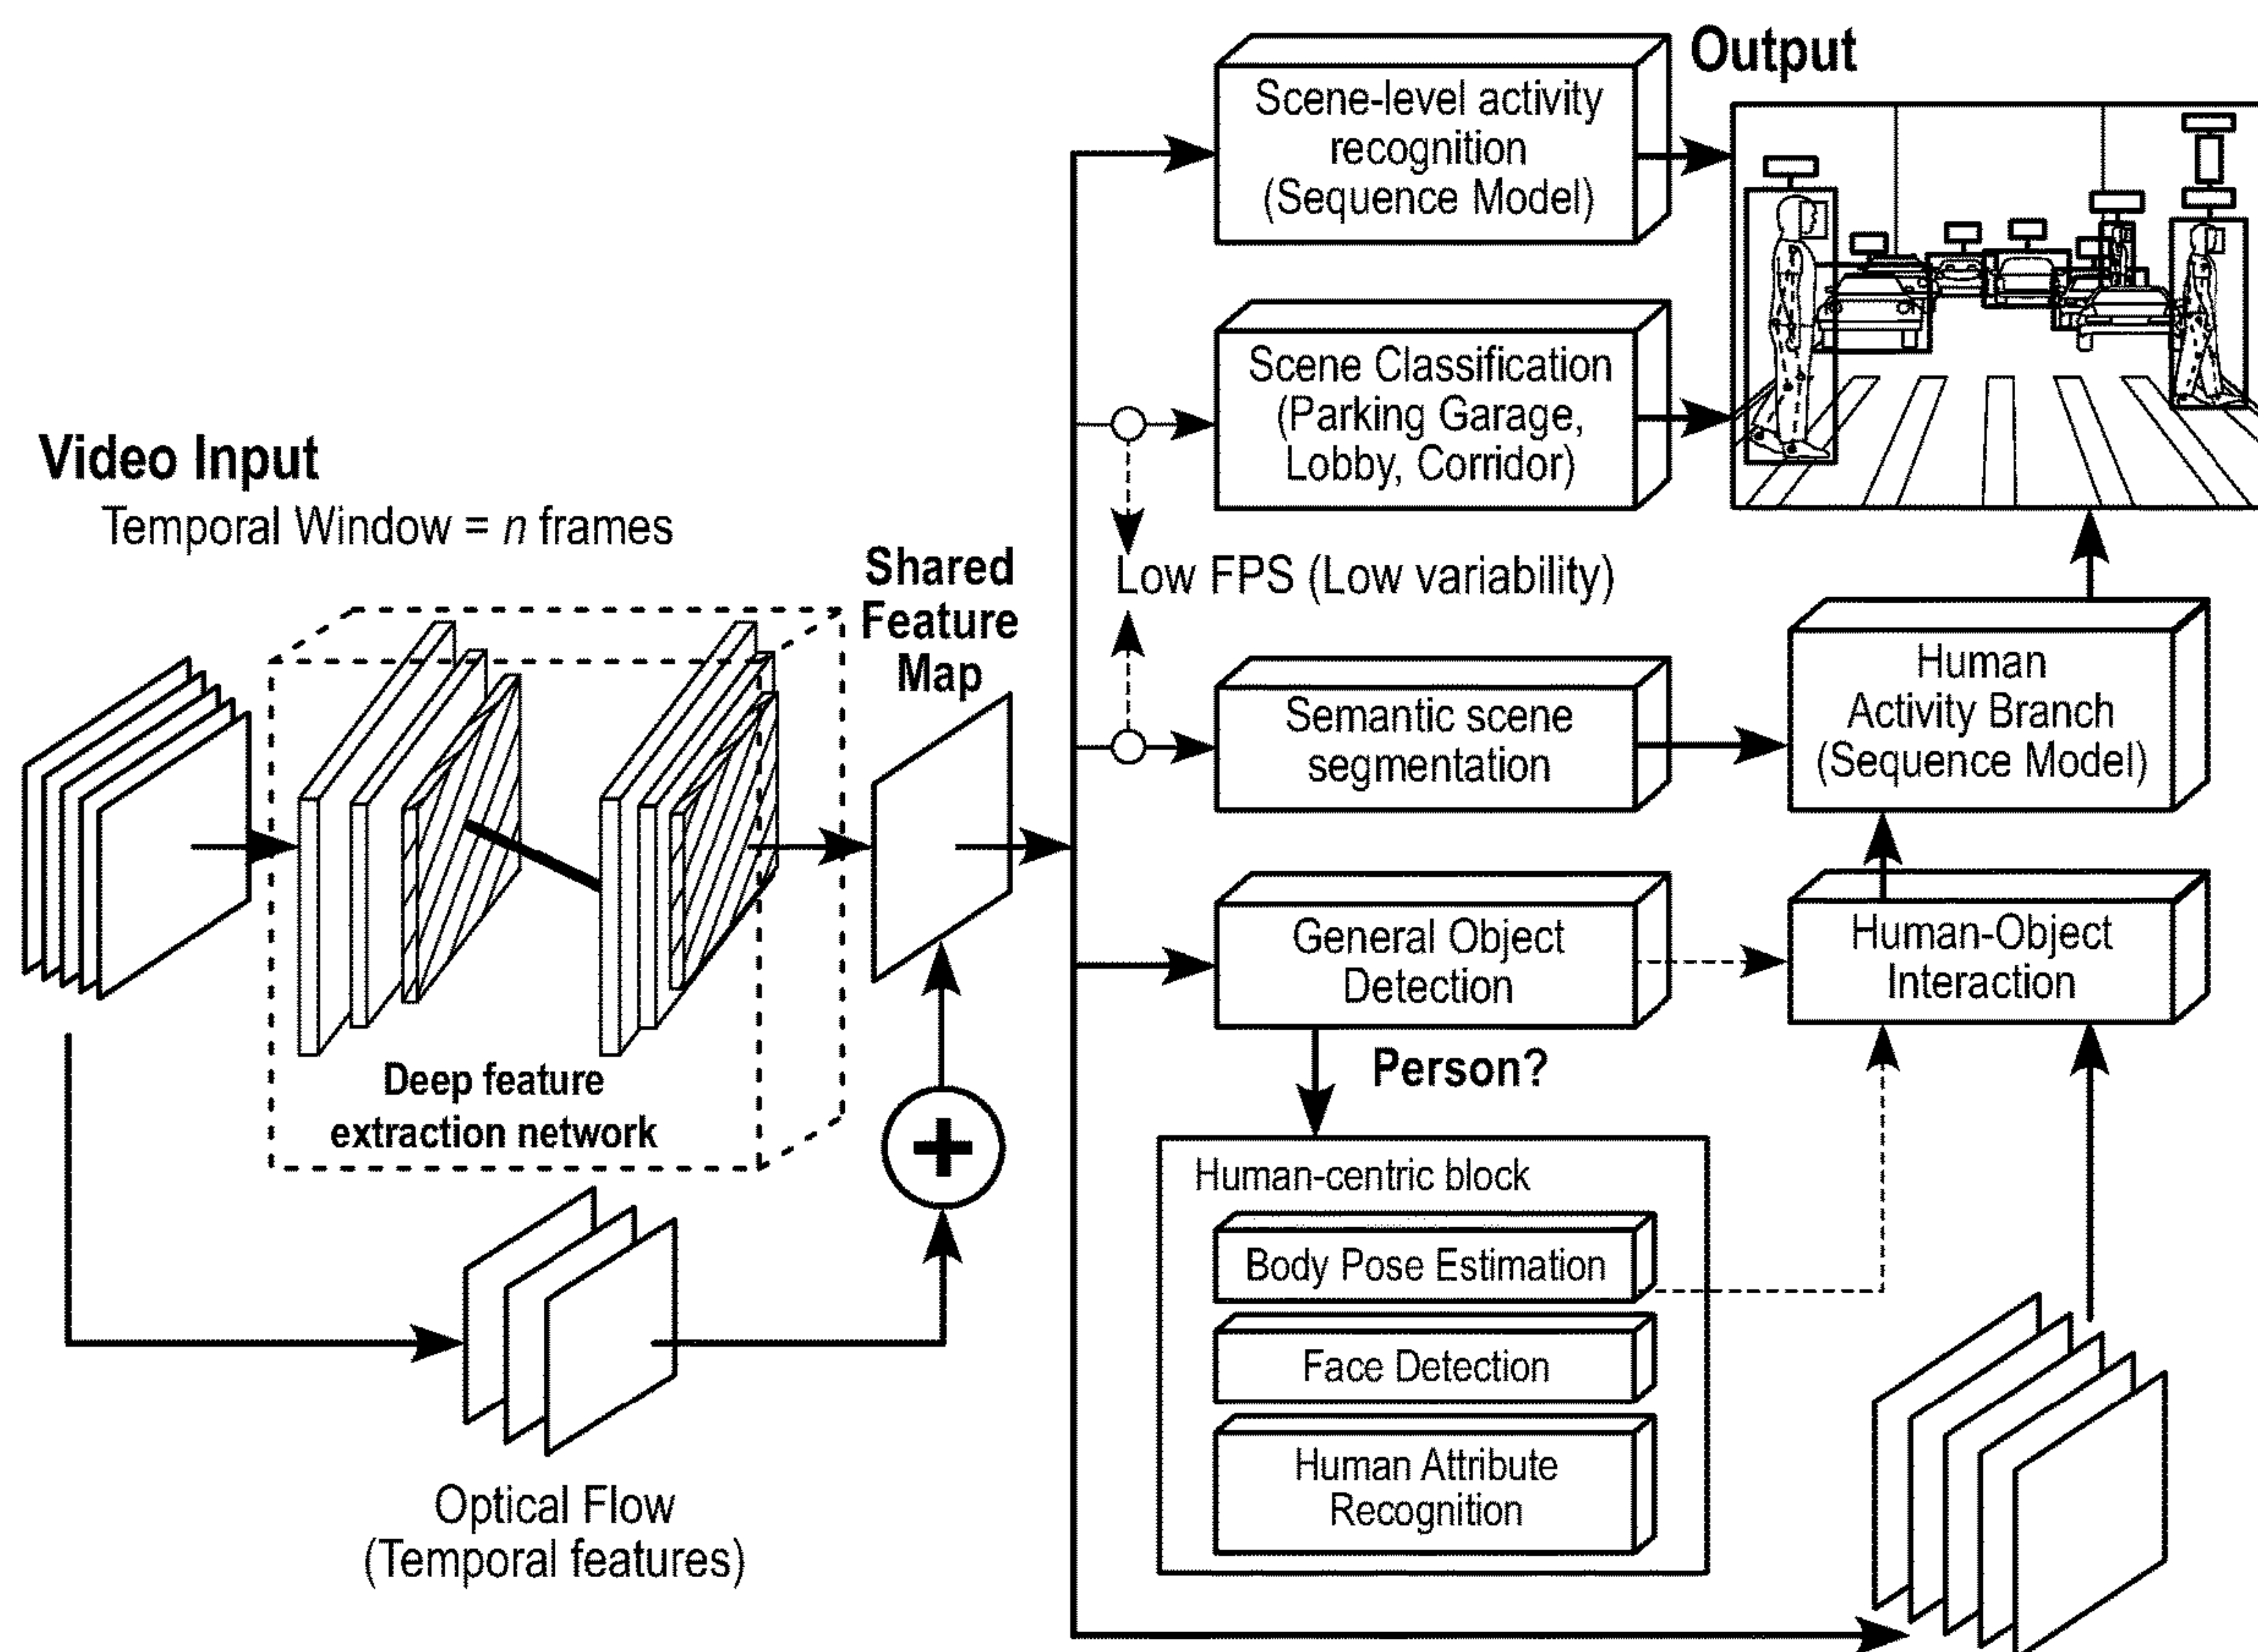 Output
Scene-level activity
recognition
(Sequence Model)
Scene Classification
(Parking Garage,
Lobby, Corridor)
Video Input
Temporal Window = n frames
Shared
Feature
Map
Low FPS (Low variability)
Semantic scene
segmentation
Human
Activity Branch
(Sequence Model)
General Object
Detection
Human-Object
Interaction
Person?
Deep feature
extraction network
+
Human-centric block
Body Pose Estimation
Face Detection
Human Attribute
Recognition
Optical Flow
(Temporal features)